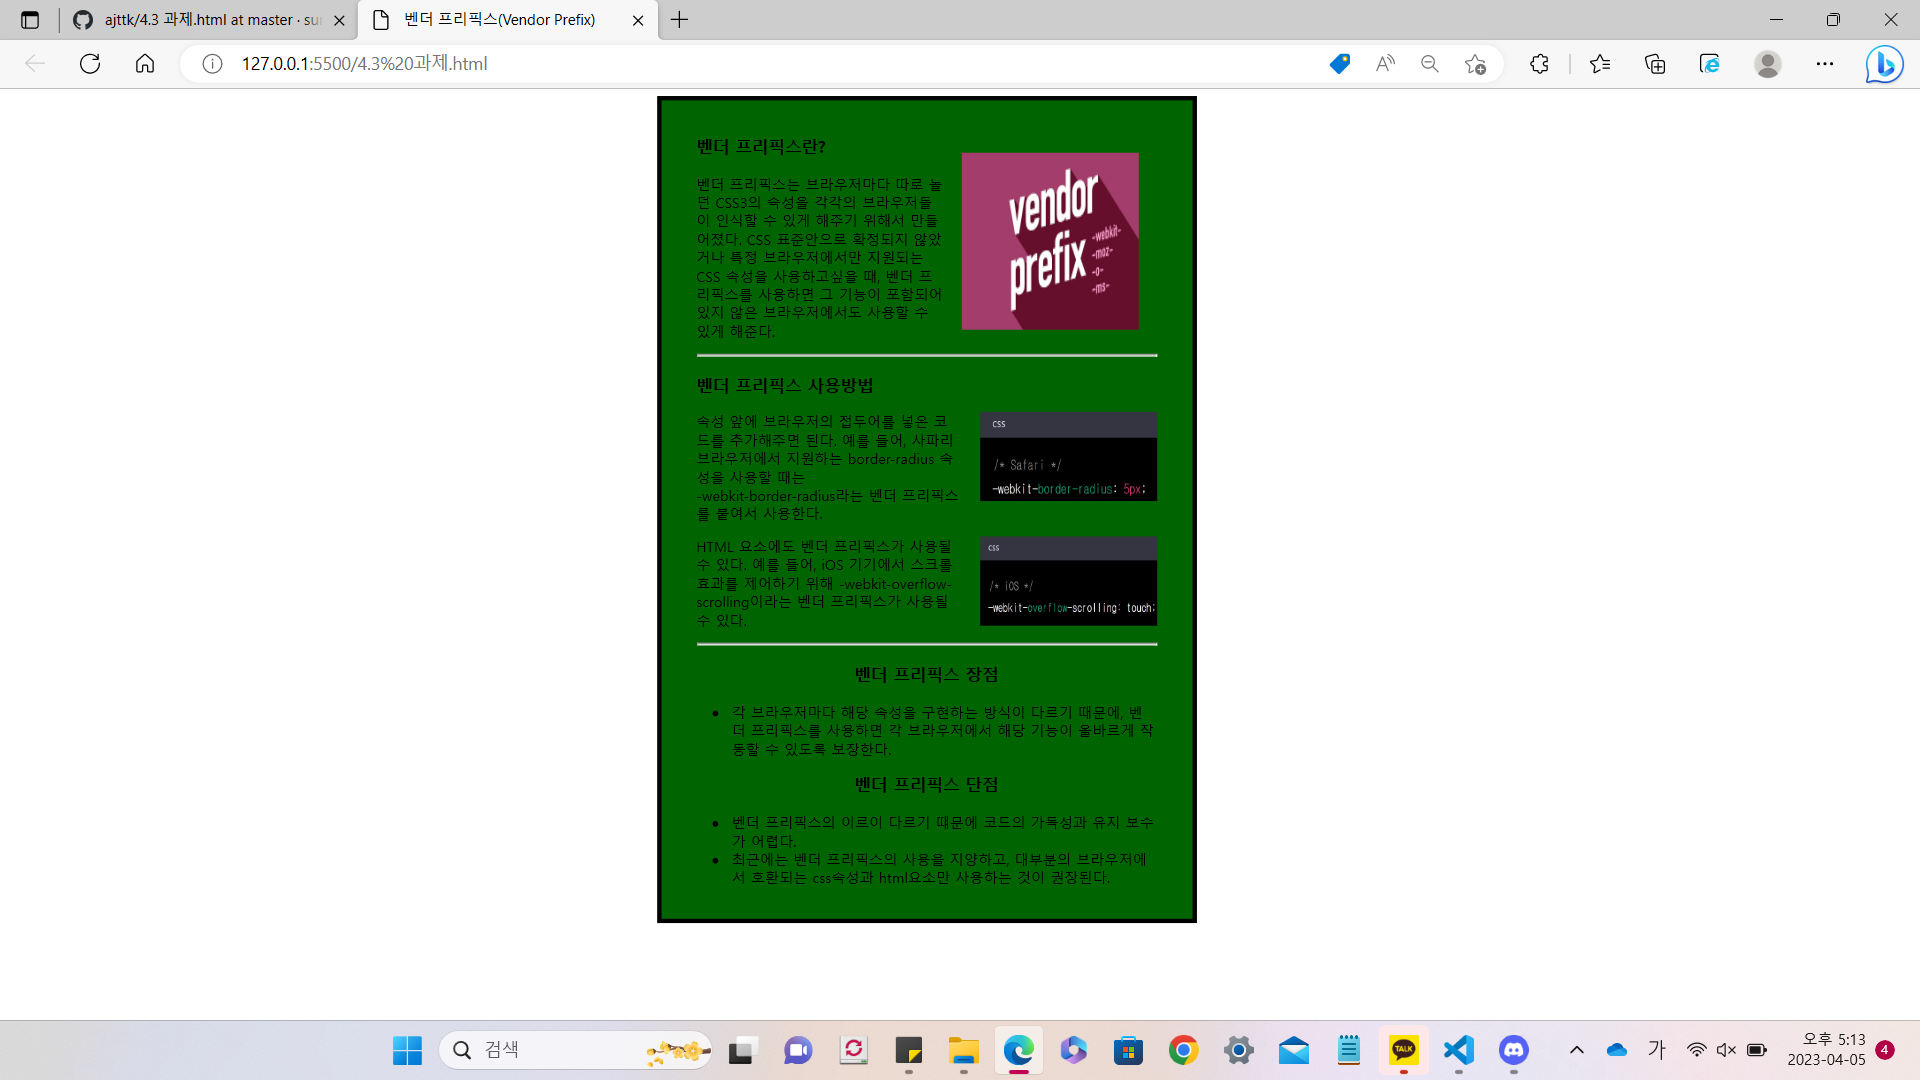 ajttk/4.3 과제.html at master · sur
벤더 프리픽스(Vendor Prefix)
127.0.0.1:5500/4.3%20과제.html
벤더 프리픽스란?
벤더 프리픽스는 브라우저마다 따로 놀
던 CSS3의 속성을 각각의 브라우저들
이 인식할 수 있게 해주기 위해서 만들
어졌다. CSS 표준안으로 확정되지 않았
거나 특정 브라우저에서만 지원되는
CSS 속성을 사용하고싶을 때, 벤더 프
리픽스를 사용하면 그 기능이 포함되어
있지 않은 브라우저에서도 사용할 수
있게 해준다.
vendor
prefix
-webkit-
-moz-
-o-
-ms-
벤더 프리픽스 사용방법
속성 앞에 브라우저의 접두어를 넣은 코
드를 추가해주면 된다. 예를 들어, 사파리
브라우저에서 지원하는 border-radius 속
성을 사용할 때는
-webkit-border-radius라는 벤더 프리픽스
를 붙여서 사용한다.
css
/* Safari */
-webkit-border-radius: 5px;
HTML 요소에도 벤더 프리픽스가 사용될
수 있다. 예를 들어, iOS 기기에서 스크롤
효과를 제어하기 위해 -webkit-overflow-
scrolling이라는 벤더 프리픽스가 사용될
수 있다.
css
/* iOS */
-webkit-overflow-scrolling: touch;
벤더 프리픽스 장점
각 브라우저마다 해당 속성을 구현하는 방식이 다르기 때문에, 벤
더 프리픽스를 사용하면 각 브라우저에서 해당 기능이 올바르게 작
동할 수 있도록 보장한다.
벤더 프리픽스 단점
벤더 프리픽스의 이르이 다르기 때문에 코드의 가독성과 유지 보수
가 어렵다.
최근에는 벤더 프리픽스의 사용을 지양하고, 대부분의 브라우저에
서 호환되는 css속성과 html요소만 사용하는 것이 권장된다.
검색
TALK
가
오후 5:13
2023-04-05
4